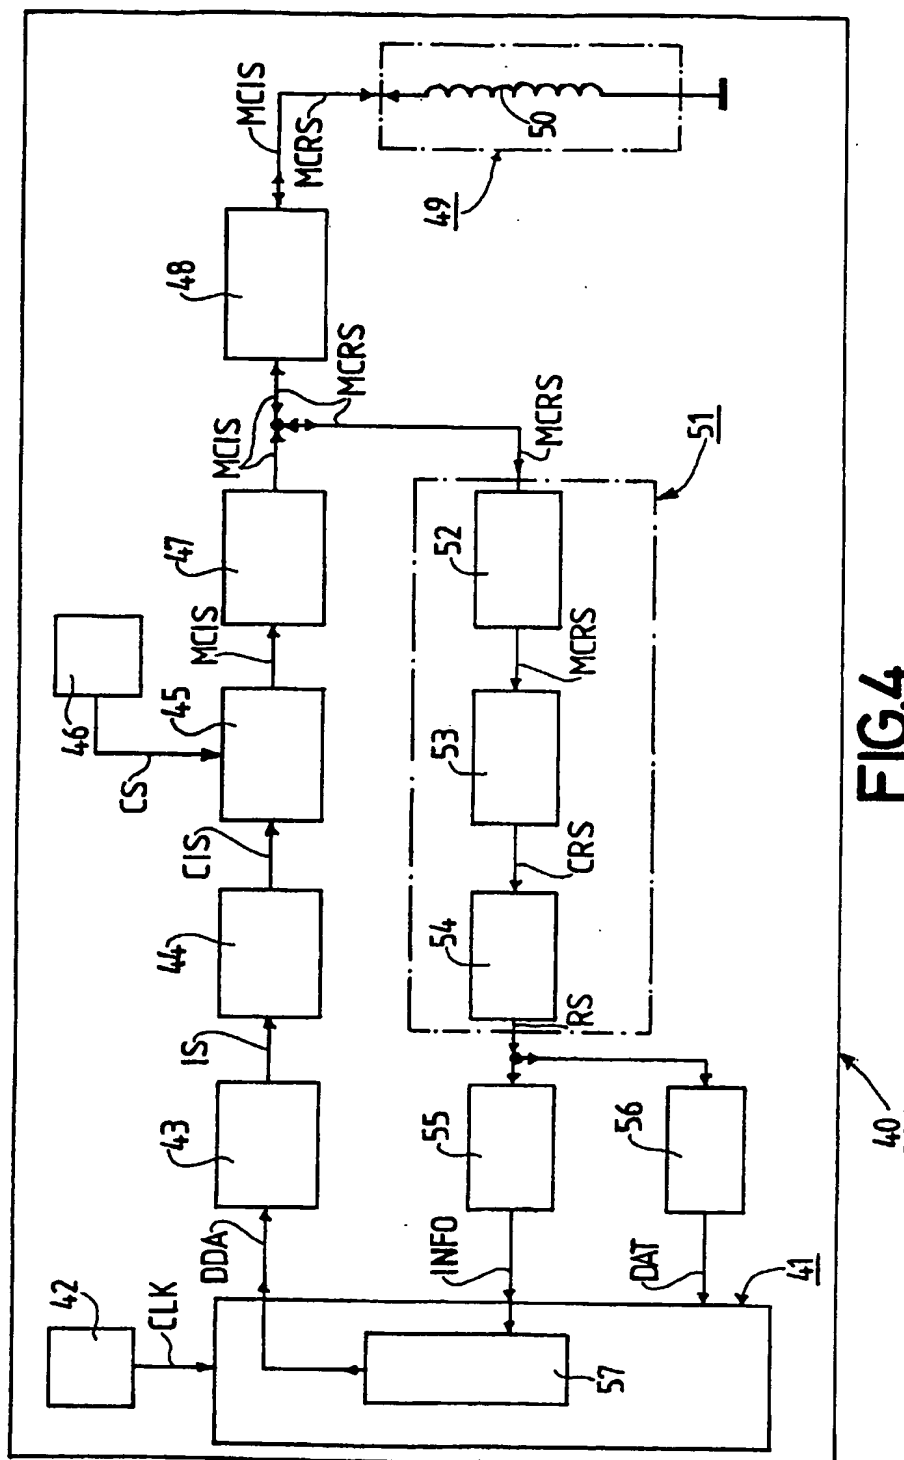 42
CLK
DDA
43
IS
44
CIS
CS
46
45
MCIS
47
MCIS
MCRS
48
MCIS
MCRS
50
49
MCRS
MCRS
51
52
MCRS
53
CRS
54
RS
55
56
INFO
DAT
41
57
40
FIG.4